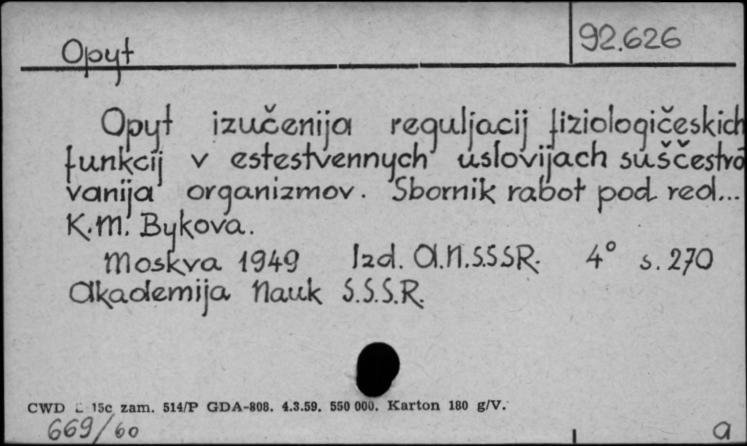 Opyt
92.626
Opyt izučenija reguljacij fiziologičeskich
funkcij v estestvennych uslovijach suščestvo
vanija organizmov. Sbornik rabot pod. red...
K.M. Bykova.
Moskva 1949 Izd. A.N.S.S.S.R. 4° s. 270
Akademija Nauk S.S.S.R.
CWD 15c zam. 514/P GDA-808. 4.3.59. 550 000. Karton 180 g/V.
669/60
a